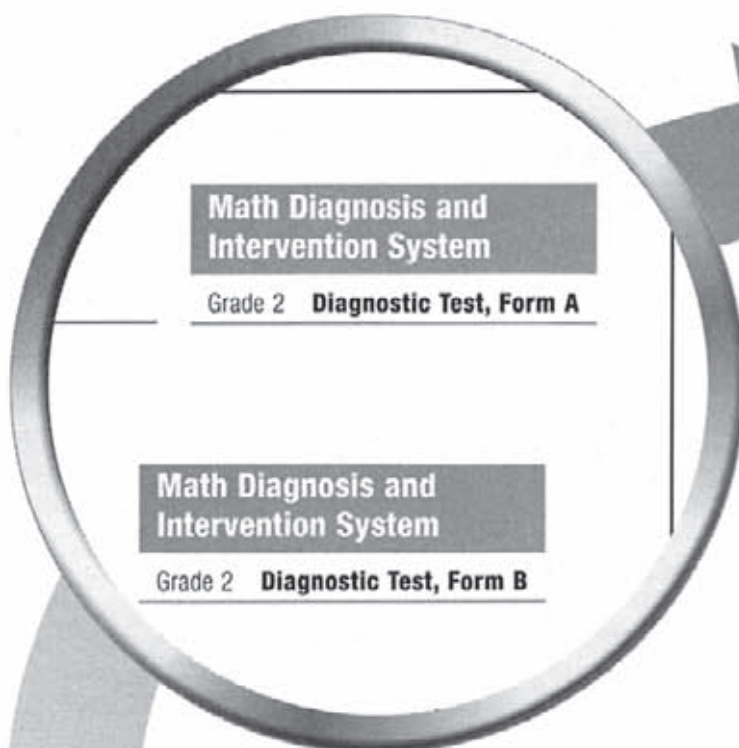 Math Diagnosis and
Intervention System
Grade 2 Diagnostic Test, Form A
Math Diagnosis and
Intervention System
Grade 2 Diagnostic Test, Form B